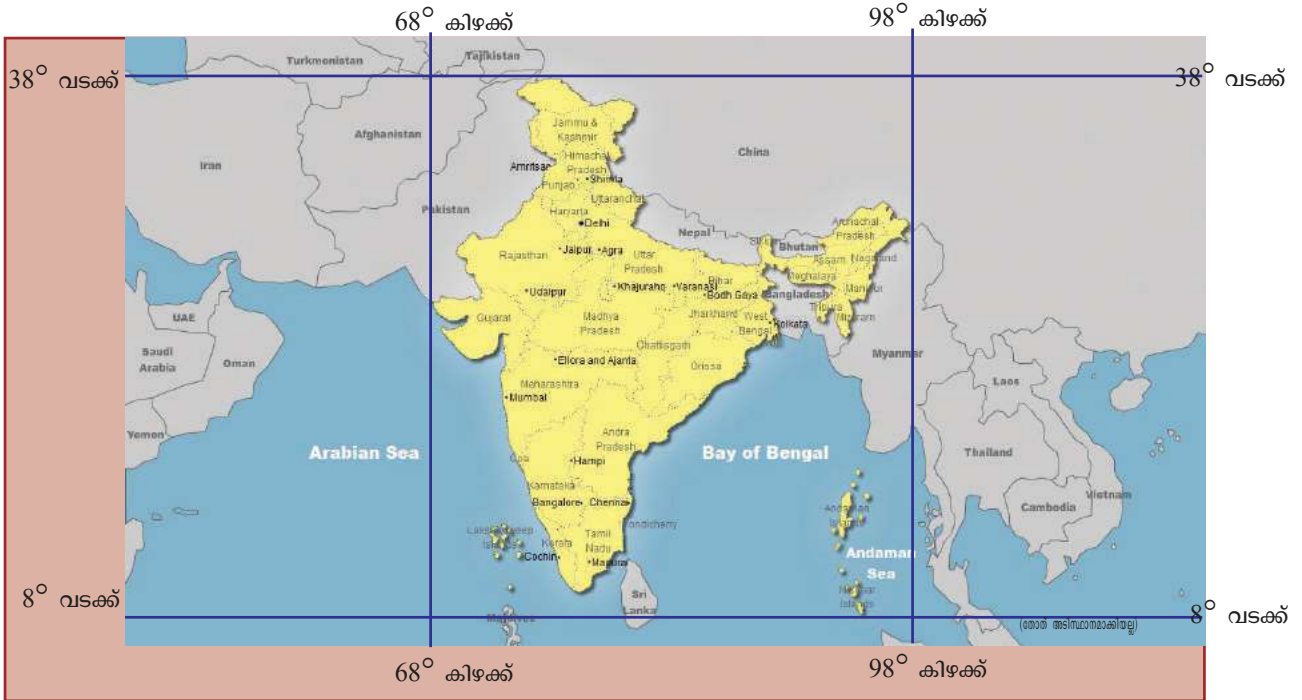 68° കിഴക്ക്
98° കിഴക്ക്
38° വടക്ക്
38° വടക്ക്
Turkmenistan
Tajikistan
Afghanistan
Jammu &
Kashmir
China
Iran
Amritsar
Himachal
Pradesh
Punjab
Shimla
Uttaranchal
Pakistan
Haryana
Delhi
Nepal
Bhutan
Arunachal
Pradesh
Rajasthan
Jaipur
Agra
Uttar
Pradesh
Assam
Nagaland
Meghalaya
Manipur
Udaipur
Khajuraho
Varanasi
Bihar
Bodh Gaya
Bangladesh
Tripura
Mizoram
UAE
Gujarat
Madhya
Pradesh
Jharkhand
West
Bengal
Kolkata
Saudi
Arabia
Oman
Chattisgarh
Orissa
Myanmar
Laos
Ellora and Ajanta
Maharashtra
Mumbai
Yemen
Arabian Sea
Andra
Pradesh
Bay of Bengal
Thailand
Goa
Hampi
Karnataka
Bangalore
Chennai
Pondicherry
Andaman
Islands
Cambodia
Vietnam
Lakshadweep
Islands
Kerala
Tamil
Nadu
Cochin
Madurai
Andaman
Sea
Sri
Lanka
Nicobar
Islands
8° വടക്ക്
Maldives
8° വടക്ക്
(തോത് അടിസ്ഥാനമാക്കിയല്ല)
68° കിഴക്ക്
98° കിഴക്ക്